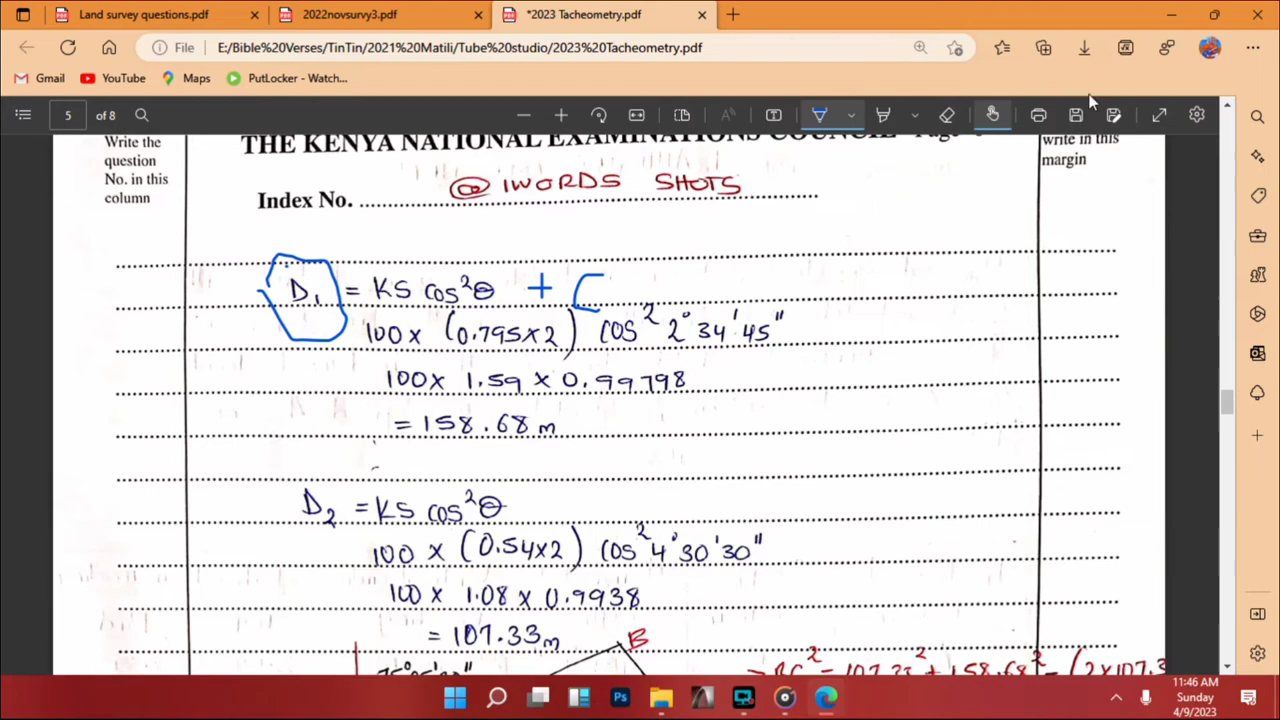 Land survey questions.pdf
2022novsurvy3.pdf
*2023 Tacheometry.pdf
File
E:/Bible%20Verses/TinTin/2021%20Matili/Tube%20studio/2023%20Tacheometry.pdf
Gmail
YouTube
Maps
PutLocker - Watch...
5
of 8
Write the
question
No. in this
column
THE KENYA NATIONAL EXAMINATIONS COUNCIL
write in this
margin
Index No. 1WORDS SHOTS
D₁ = KS cos²θ + C
100 x (0.795x2) cos² 2°34'45"
100x 1.59 x 0.99798
= 158.68m
D₂ = KS cos²θ
100 x (0.54x2) cos² 4°30'30"
100 x 1.08 x 0.9938
= 107.33m
B
11:46 AM
Sunday
4/9/2023